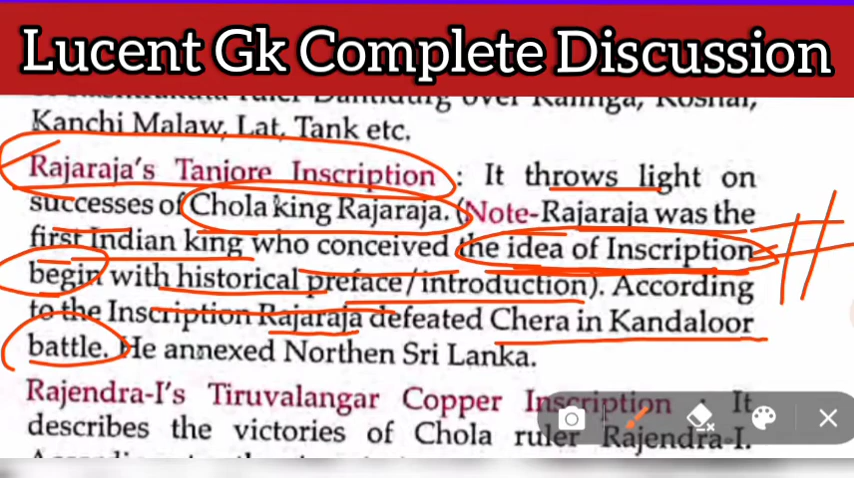 Lucent Gk Complete Discussion
Kanchi Malaw, Lat, Tank etc.
Rajaraja's Tanjore Inscription : It throws light on
successes of Chola king Rajaraja. (Note-Rajaraja was the
first Indian king who conceived the idea of Inscription
begin with historical preface/introduction). According
to the Inscription Rajaraja defeated Chera in Kandaloor
battle. He annexed Northen Sri Lanka.
Rajendra-I's Tiruvalangar Copper Inscription : It
describes the victories of Chola ruler Rajendra-I.